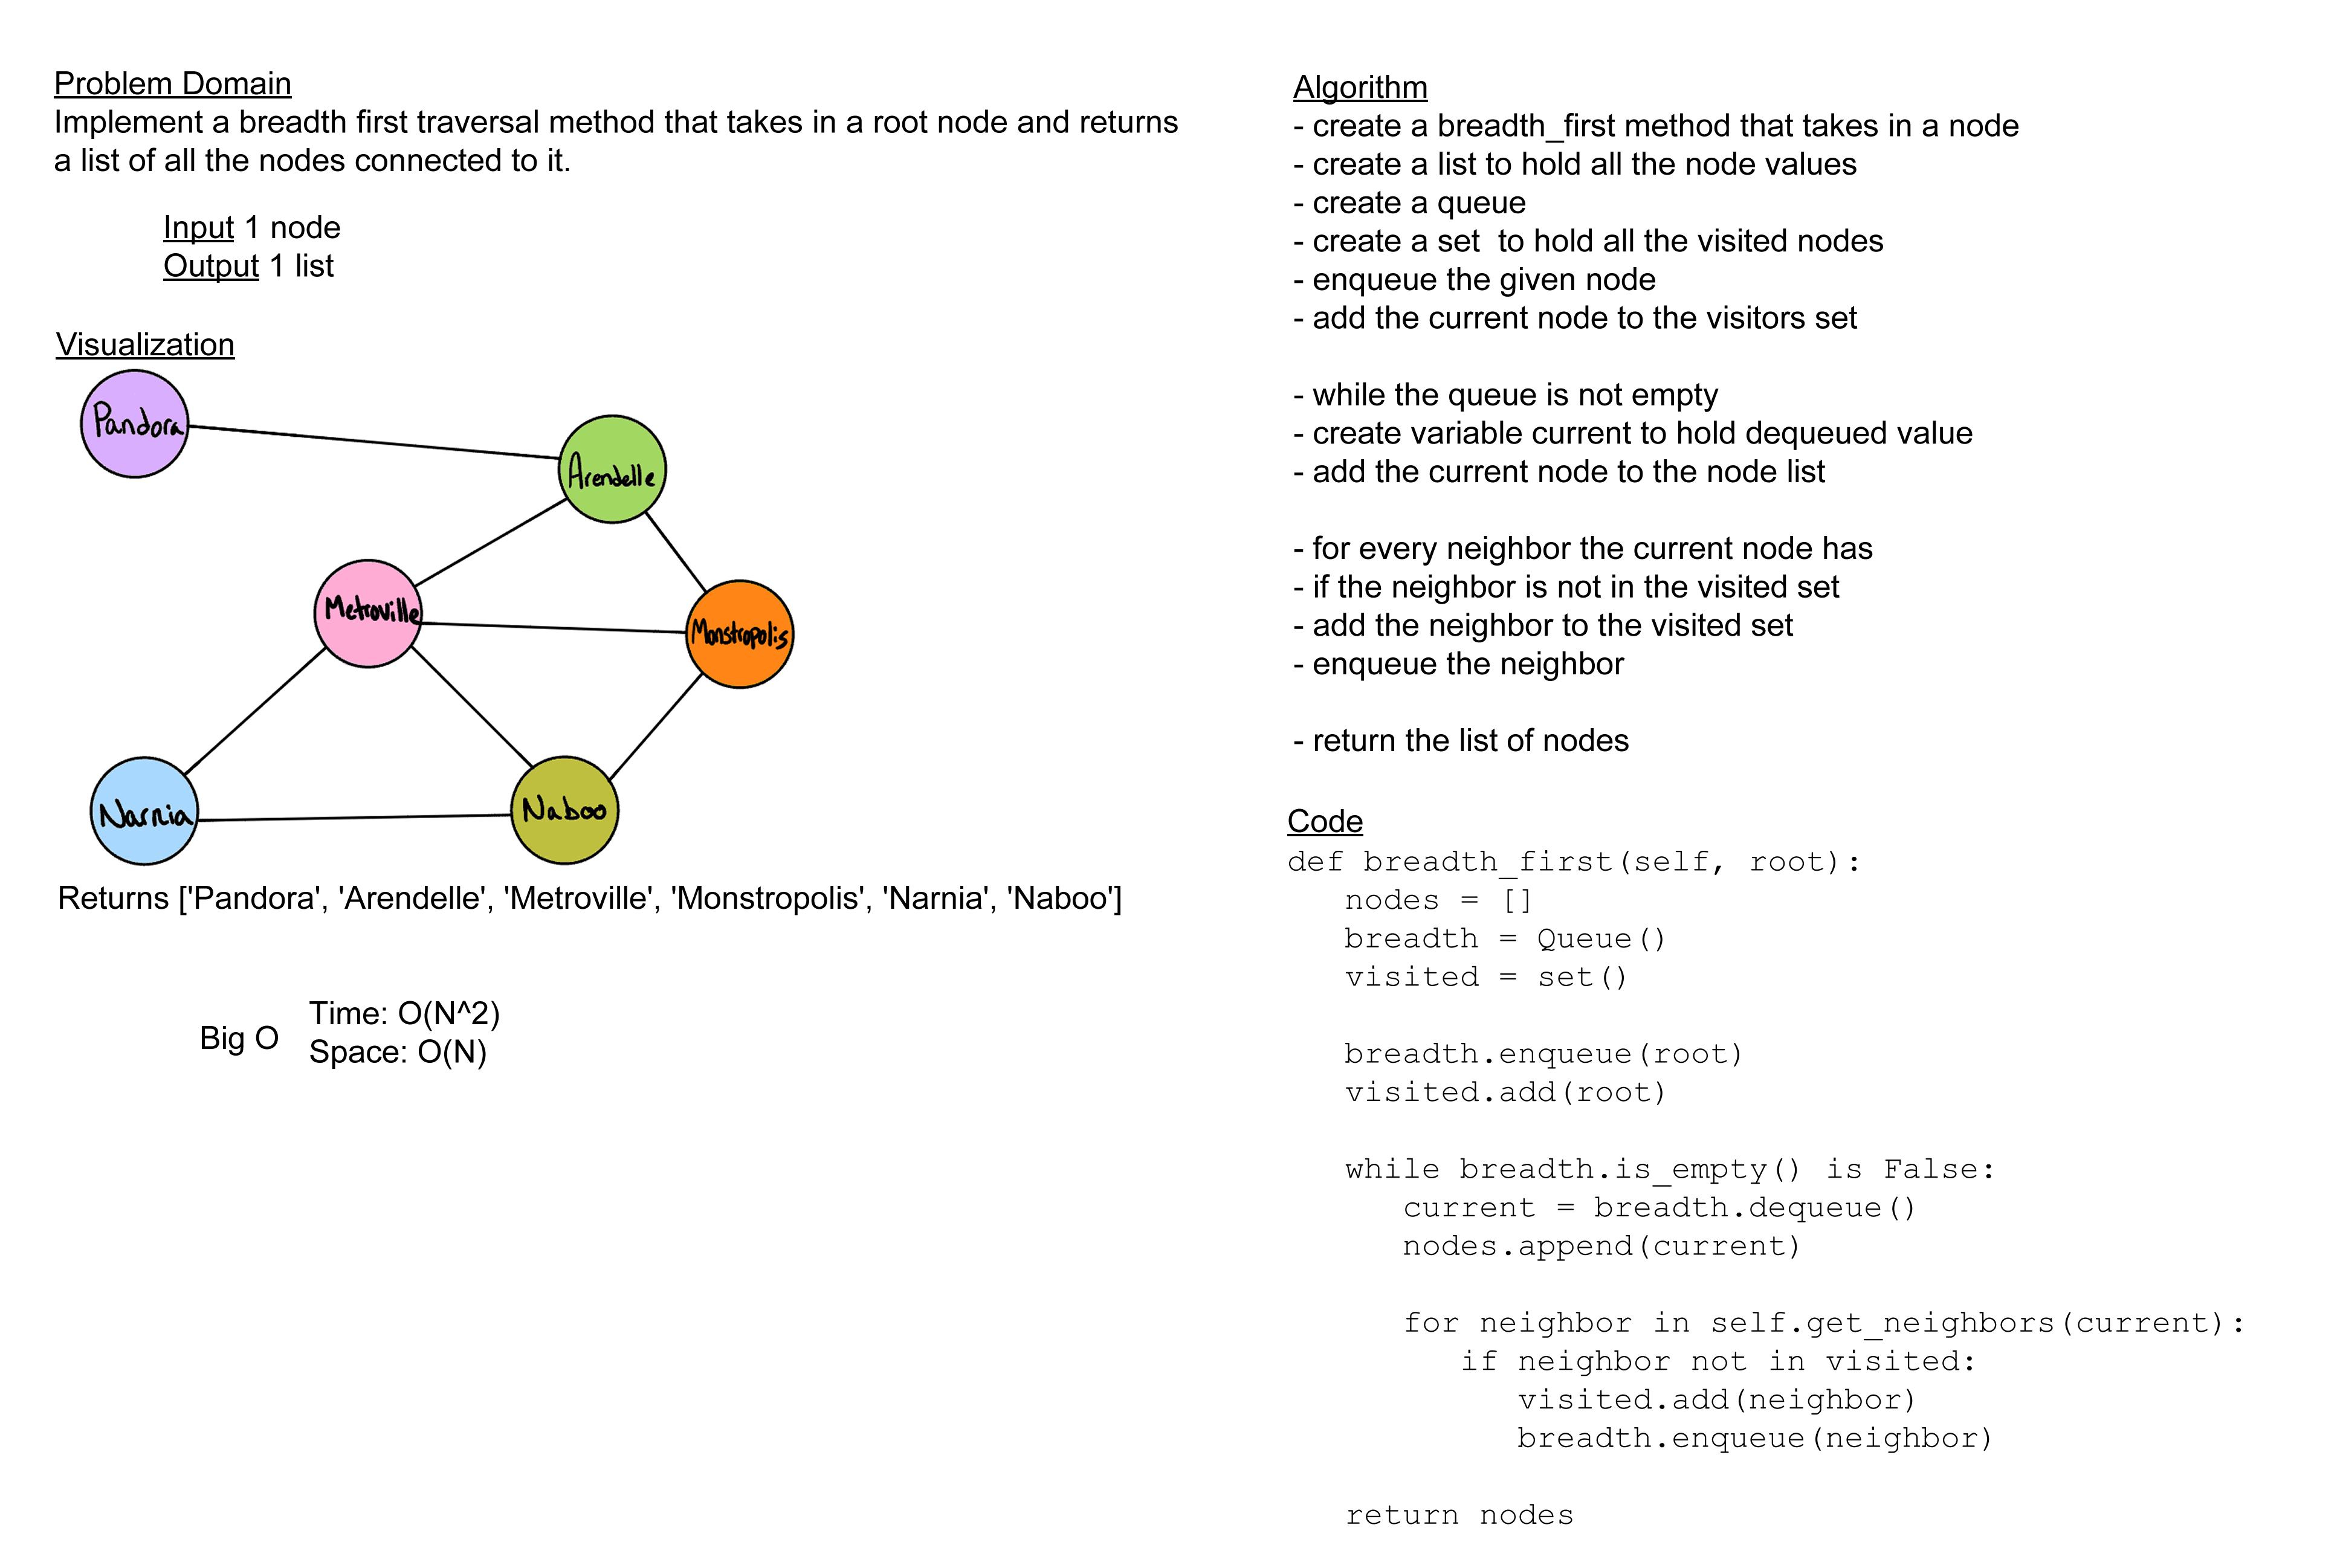 Problem Domain
Implement a breadth first traversal method that takes in a root node and returns
a list of all the nodes connected to it.
Input 1 node
Output 1 list
Visualization
Pandora
Arendelle
Metroville
Monstropolis
Narnia
Naboo
Returns ['Pandora', 'Arendelle', 'Metroville', 'Monstropolis', 'Narnia', 'Naboo']
Big O
Time: O(N^2)
Space: O(N)
Algorithm
- create a breadth_first method that takes in a node
- create a list to hold all the node values
- create a queue
- create a set  to hold all the visited nodes
- enqueue the given node
- add the current node to the visitors set
- while the queue is not empty
- create variable current to hold dequeued value
- add the current node to the node list
- for every neighbor the current node has
- if the neighbor is not in the visited set
- add the neighbor to the visited set
- enqueue the neighbor
- return the list of nodes
Code
def breadth_first(self, root):
   nodes = []
   breadth = Queue()
   visited = set()
   breadth.enqueue(root)
   visited.add(root)
   while breadth.is_empty() is False:
      current = breadth.dequeue()
      nodes.append(current)
      for neighbor in self.get_neighbors(current):
         if neighbor not in visited:
            visited.add(neighbor)
            breadth.enqueue(neighbor)
   return nodes